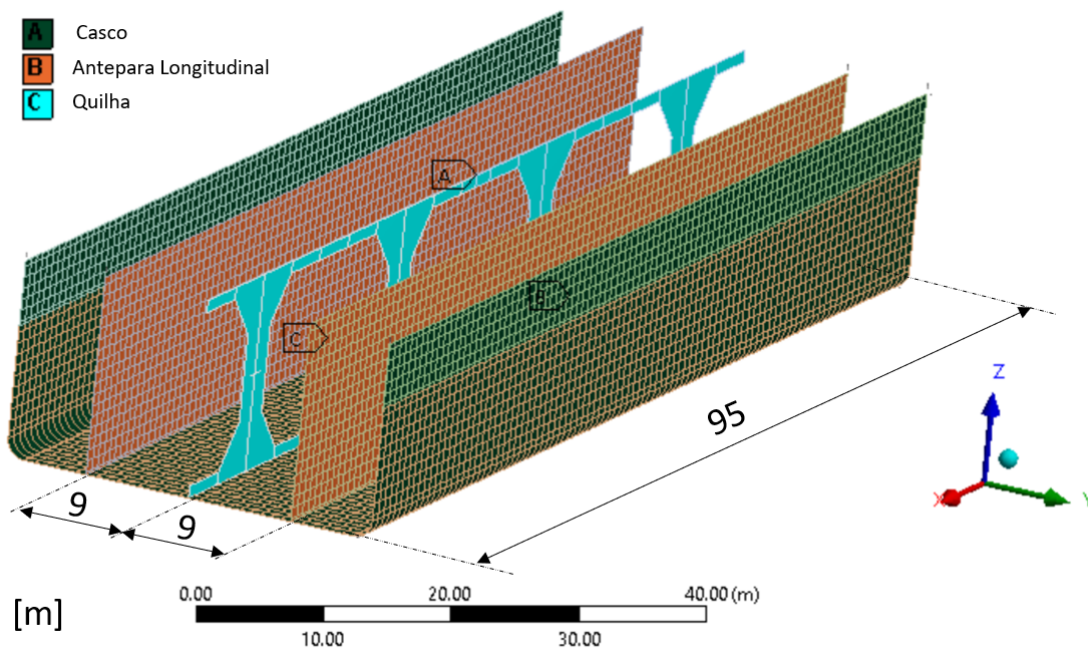 A Casco
B Antepara Longitudinal
C Quilha
A
B
C
95
9
9
Z
X
Y
[m]
0.00 20.00 40.00 (m)
10.00 30.00